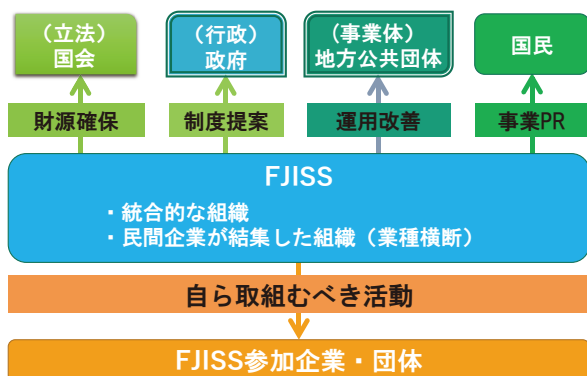 （立法）
国会
（行政）
政府
（事業体）
地方公共団体
国民
財源確保
制度提案
運用改善
事業PR
FJISS
・統合的な組織
・民間企業が結集した組織（業種横断）
自ら取組むべき活動
FJISS参加企業・団体